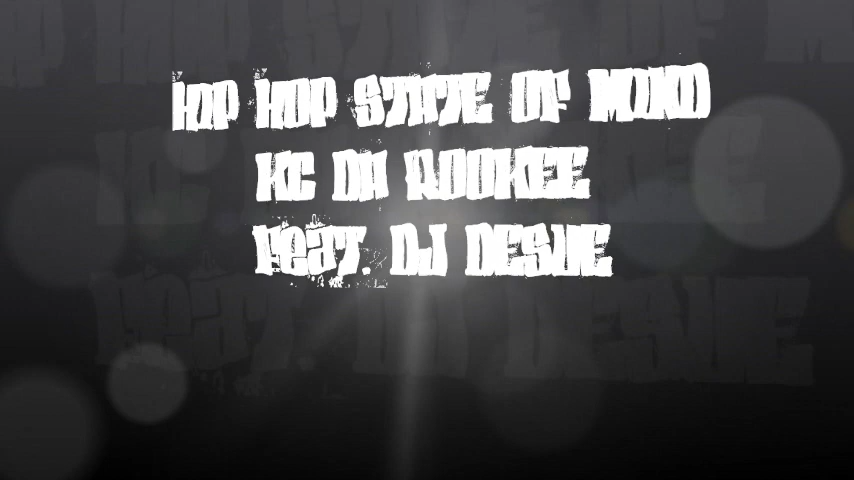 HIP HOP STATE OF MIND
KC DA ROOKEE
FEAT. DJ DESUE